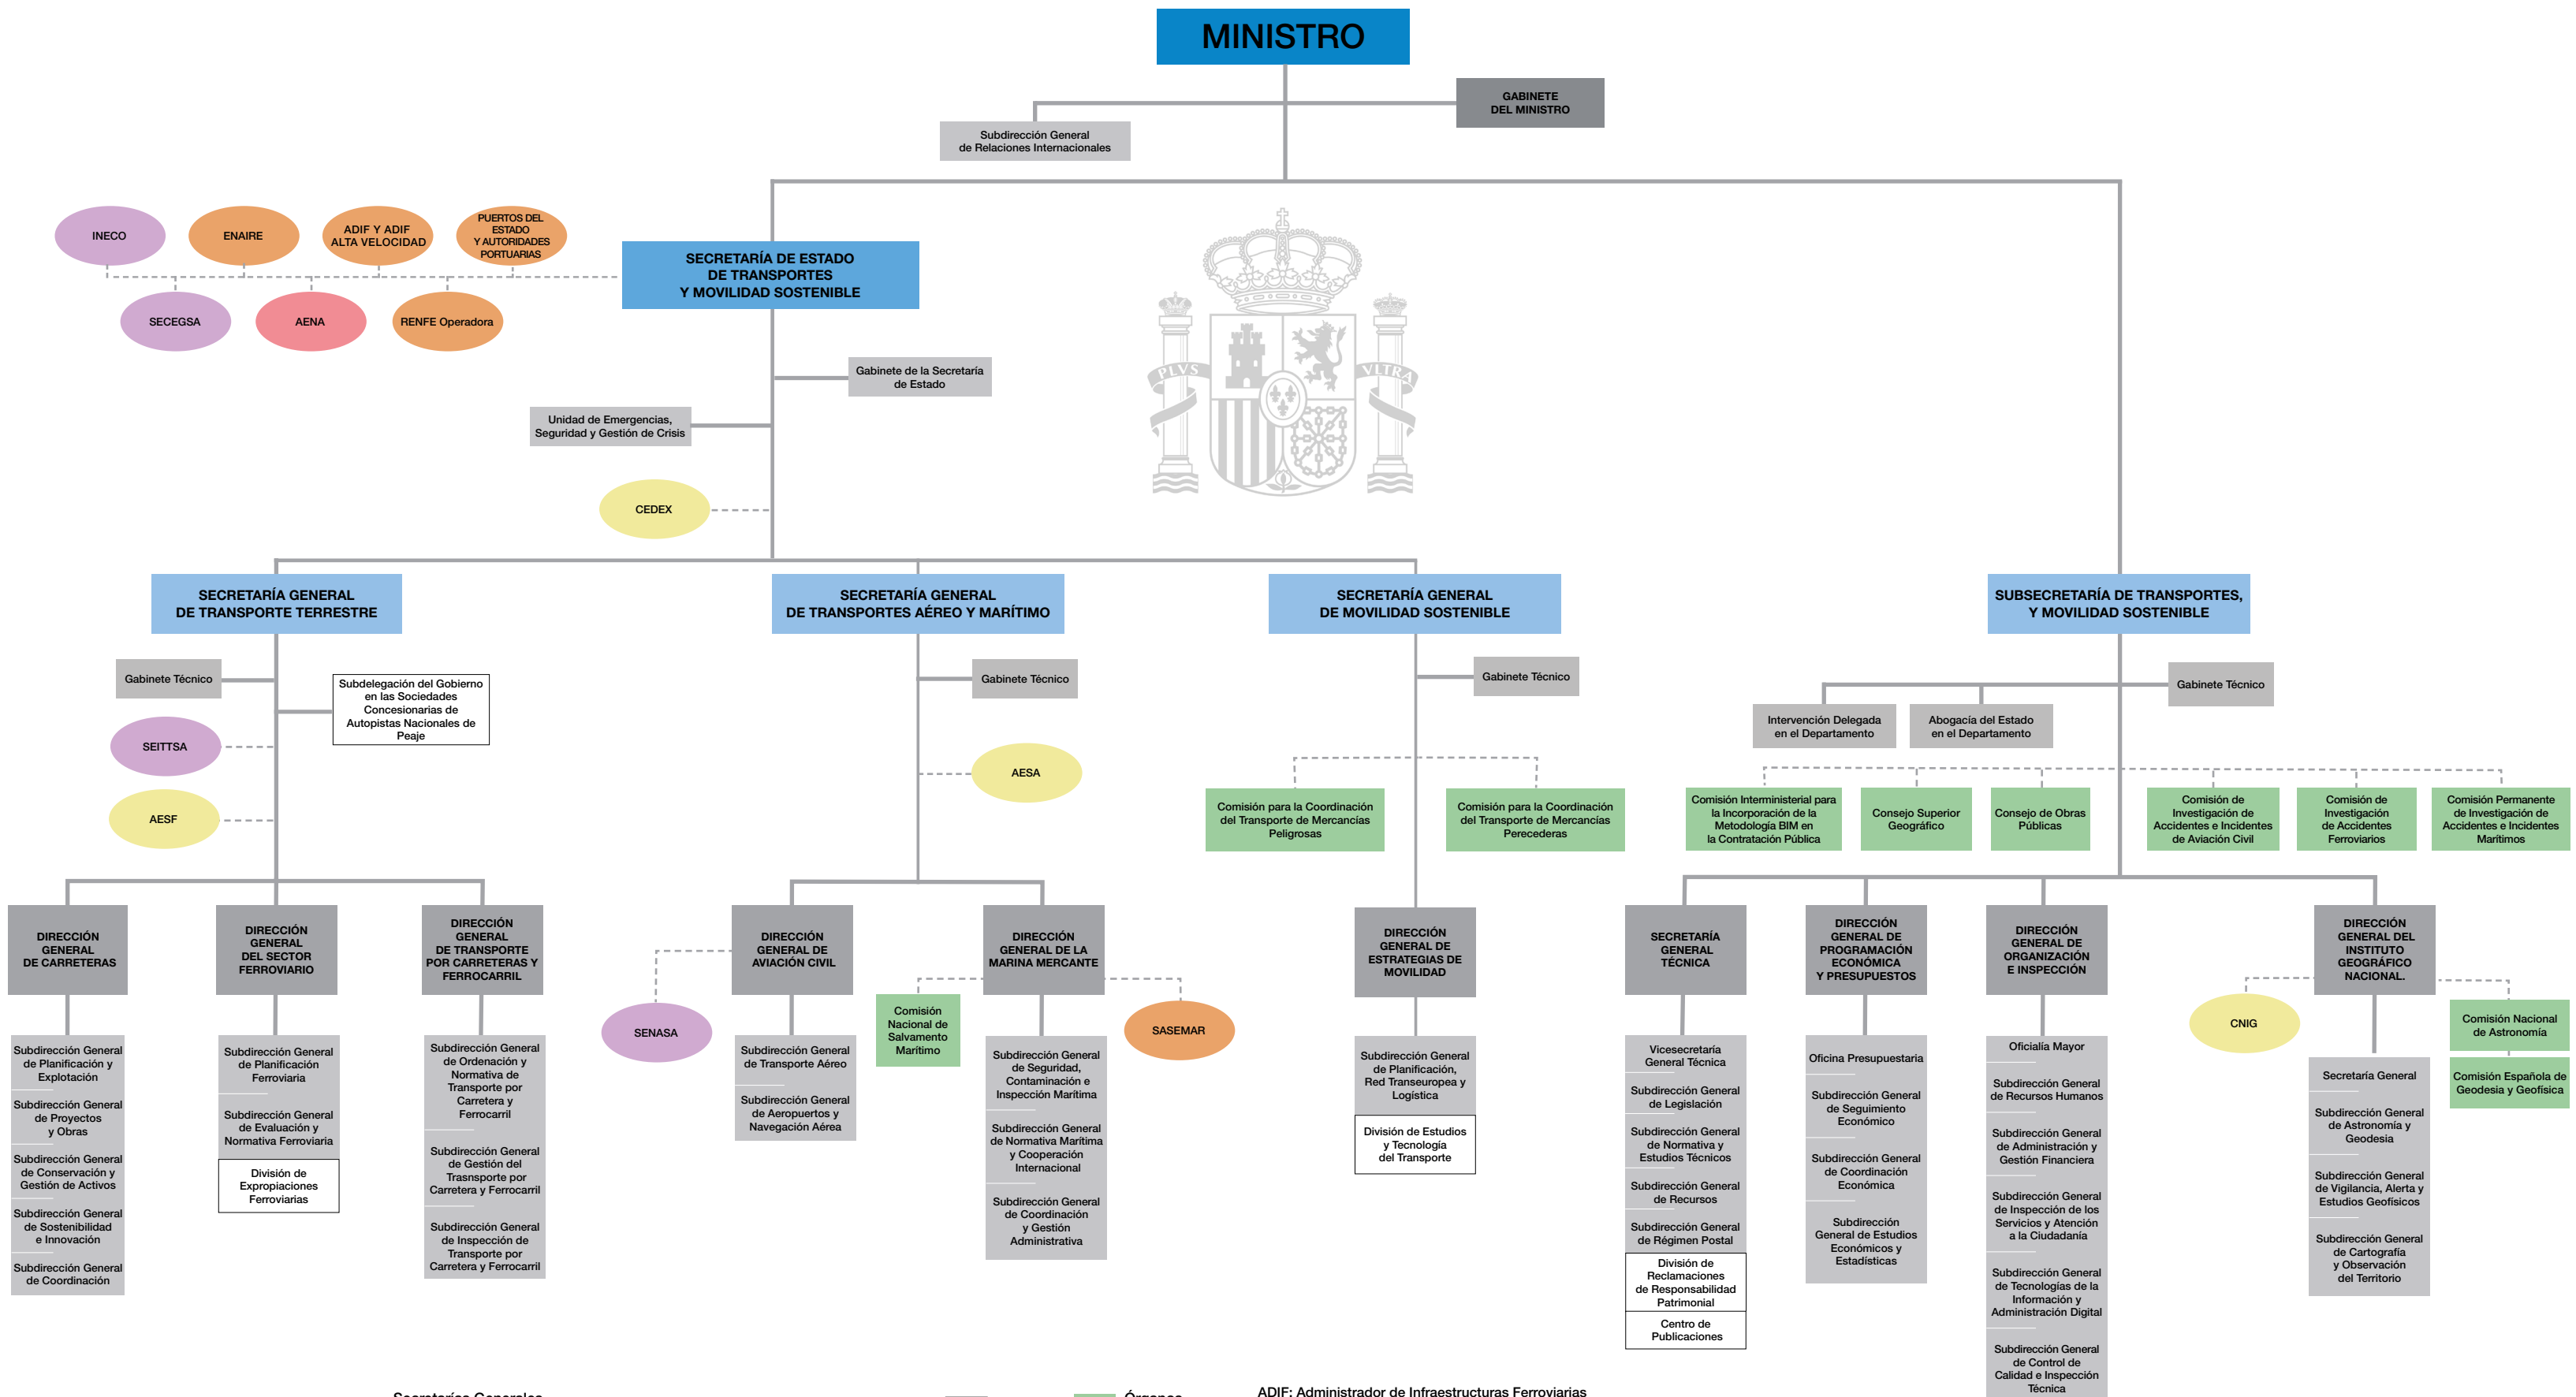 MINISTRO
GABINETE
DEL MINISTRO
Subdirección General
de Relaciones Internacionales
INECO
ENAIRE
ADIF Y ADIF
ALTA VELOCIDAD
PUERTOS DEL
ESTADO
Y AUTORIDADES
PORTUARIAS
SECEGSA
AENA
RENFE Operadora
SECRETARÍA DE ESTADO
DE TRANSPORTES
Y MOVILIDAD SOSTENIBLE
PLVS
VLTRA
Gabinete de la Secretaría
de Estado
Unidad de Emergencias,
Seguridad y Gestión de Crisis
CEDEX
SECRETARÍA GENERAL
DE TRANSPORTE TERRESTRE
SECRETARÍA GENERAL
DE TRANSPORTES AÉREO Y MARÍTIMO
SECRETARÍA GENERAL
DE MOVILIDAD SOSTENIBLE
SUBSECRETARÍA DE TRANSPORTES,
Y MOVILIDAD SOSTENIBLE
Gabinete Técnico
Subdelegación del Gobierno
en las Sociedades
Concesionarias de
Autopistas Nacionales de
Peaje
SEITTSA
AESF
Gabinete Técnico
AESA
Gabinete Técnico
Comisión para la Coordinación
del Transporte de Mercancías
Peligrosas
Comisión para la Coordinación
del Transporte de Mercancías
Perecederas
Gabinete Técnico
Intervención Delegada
en el Departamento
Abogacía del Estado
en el Departamento
Comisión Interministerial para
la Incorporación de la
Metodología BIM en
la Contratación Pública
Consejo Superior
Geográfico
Consejo de Obras
Públicas
Comisión de
Investigación de
Accidentes e Incidentes
de Aviación Civil
Comisión de
Investigación
de Accidentes
Ferroviarios
Comisión Permanente
de Investigación de
Accidentes e Incidentes
Marítimos
DIRECCIÓN
GENERAL
DE CARRETERAS
Subdirección General
de Planificación y
Explotación
Subdirección General
de Proyectos
y Obras
Subdirección General
de Conservación y
Gestión de Activos
Subdirección General
de Sostenibilidad
e Innovación
Subdirección General
de Coordinación
DIRECCIÓN
GENERAL
DEL SECTOR
FERROVIARIO
Subdirección General
de Planificación
Ferroviaria
Subdirección General
de Evaluación y
Normativa Ferroviaria
División de
Expropiaciones
Ferroviarias
DIRECCIÓN
GENERAL
DE TRANSPORTE
POR CARRETERAS Y
FERROCARRIL
Subdirección General
de Ordenación y
Normativa de
Transporte por
Carretera y
Ferrocarril
Subdirección General
de Gestión del
Trasnsporte por
Carretera y Ferrocarril
Subdirección General
de Inspección de
Transporte por
Carretera y Ferrocarril
DIRECCIÓN
GENERAL DE
AVIACIÓN CIVIL
SENASA
Subdirección General
de Transporte Aéreo
Subdirección General
de Aeropuertos y
Navegación Aérea
DIRECCIÓN
GENERAL DE LA
MARINA MERCANTE
Comisión
Nacional de
Salvamento
Marítimo
SASEMAR
Subdirección General
de Seguridad,
Contaminación e
Inspección Marítima
Subdirección General
de Normativa Marítima
y Cooperación
Internacional
Subdirección General
de Coordinación
y Gestión
Administrativa
DIRECCIÓN
GENERAL DE
ESTRATEGIAS DE
MOVILIDAD
Subdirección General
de Planificación,
Red Transeuropea y
Logística
División de Estudios
y Tecnología
del Transporte
SECRETARÍA
GENERAL
TÉCNICA
Vicesecretaría
General Técnica
Subdirección General
de Legislación
Subdirección General
de Normativa y
Estudios Técnicos
Subdirección General
de Recursos
Subdirección General
de Régimen Postal
División de
Reclamaciones
de Responsabilidad
Patrimonial
Centro de
Publicaciones
DIRECCIÓN
GENERAL DE
PROGRAMACIÓN
ECONÓMICA
Y PRESUPUESTOS
Oficina Presupuestaria
Subdirección General
de Seguimiento
Económico
Subdirección General
de Coordinación
Económica
Subdirección
General de Estudios
Económicos y
Estadísticas
DIRECCIÓN
GENERAL DE
ORGANIZACIÓN
E INSPECCIÓN
Oficialía Mayor
Subdirección General
de Recursos Humanos
Subdirección General
de Administración y
Gestión Financiera
Subdirección General
de Inspección de los
Servicios y Atención
a la Ciudadanía
Subdirección General
de Tecnologías de la
Información y
Administración Digital
Subdirección General
de Control de
Calidad e Inspección
Técnica
DIRECCIÓN
GENERAL DEL
INSTITUTO
GEOGRÁFICO
NACIONAL.
CNIG
Comisión Nacional
de Astronomía
Comisión Española de
Geodesia y Geofísica
Secretaría General
Subdirección General
de Astronomía y
Geodesia
Subdirección General
de Vigilancia, Alerta y
Estudios Geofísicos
Subdirección General
de Cartografía
y Observación
del Territorio
Secretarías Generales
Órganos
ADIF: Administrador de Infraestructuras Ferroviarias